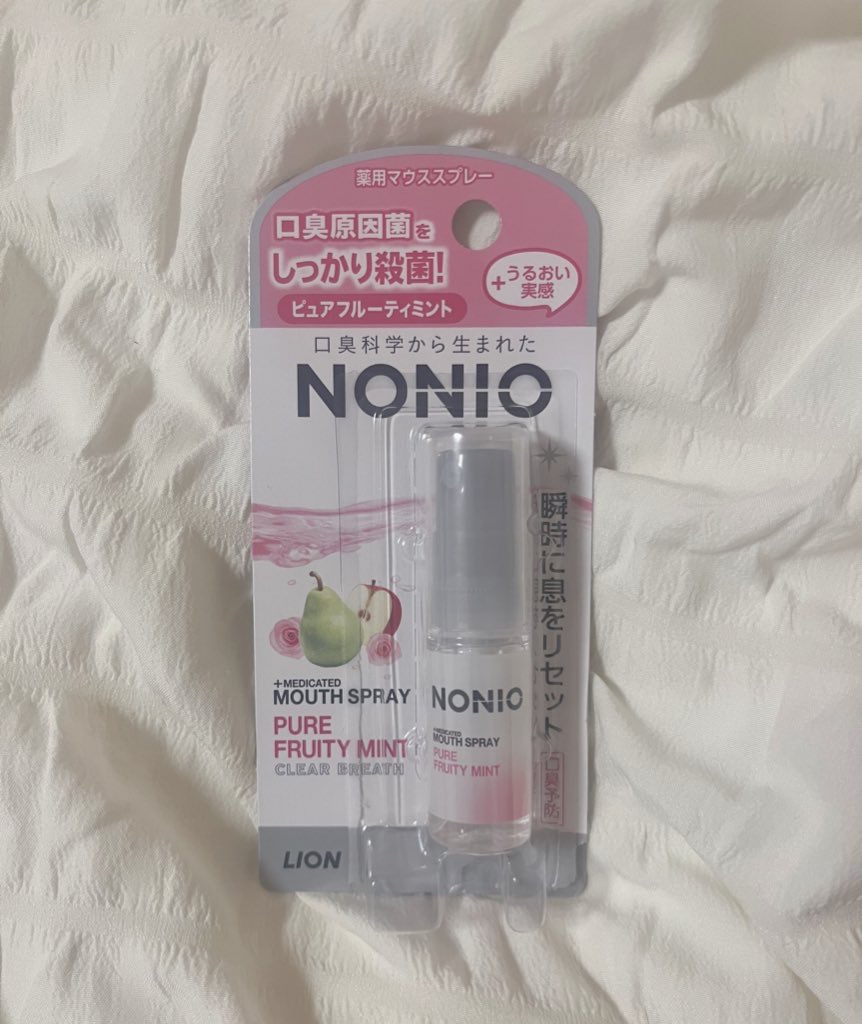 薬用マウススプレー
口臭原因菌を
しっかり殺菌!
+うるおい
実感
ピュアフルーティミント
口臭科学から生まれた
NONIO
瞬時に息をリセット
口臭予防
+MEDICATED
MOUTH SPRAY
PURE
FRUITY MINT
CLEAR BREATH
NONIO
+MEDICATED
MOUTH SPRAY
PURE
FRUITY MINT
LION